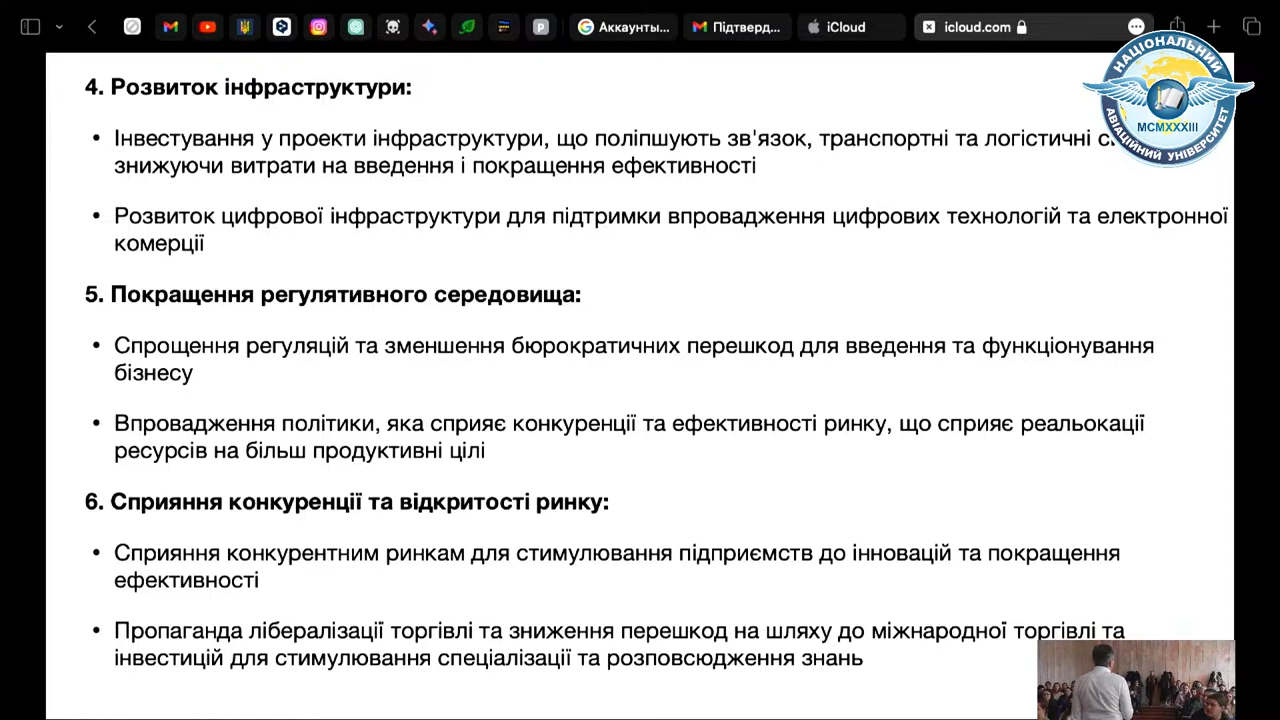 Аккаунты...
Підтверд...
iCloud
icloud.com
4. Розвиток інфраструктури:
• Інвестування у проекти інфраструктури, що поліпшують зв'язок, транспортні та логістичні
знижуючи витрати на введення і покращення ефективності
• Розвиток цифрової інфраструктури для підтримки впровадження цифрових технологій та електронної
комерції
5. Покращення регулятивного середовища:
• Спрощення регуляцій та зменшення бюрократичних перешкод для введення та функціонування
бізнесу
• Впровадження політики, яка сприяє конкуренції та ефективності ринку, що сприяє реальокації
ресурсів на більш продуктивні цілі
6. Сприяння конкуренції та відкритості ринку:
• Сприяння конкурентним ринкам для стимулювання підприємств до інновацій та покращення
ефективності
• Пропаганда лібералізації торгівлі та зниження перешкод на шляху до міжнародної торгівлі та
інвестицій для стимулювання спеціалізації та розповсюдження знань
НАЦІОНАЛЬНИЙ
MCMXXXIII
АВІАЦІЙНИЙ УНІВЕРСИТЕТ